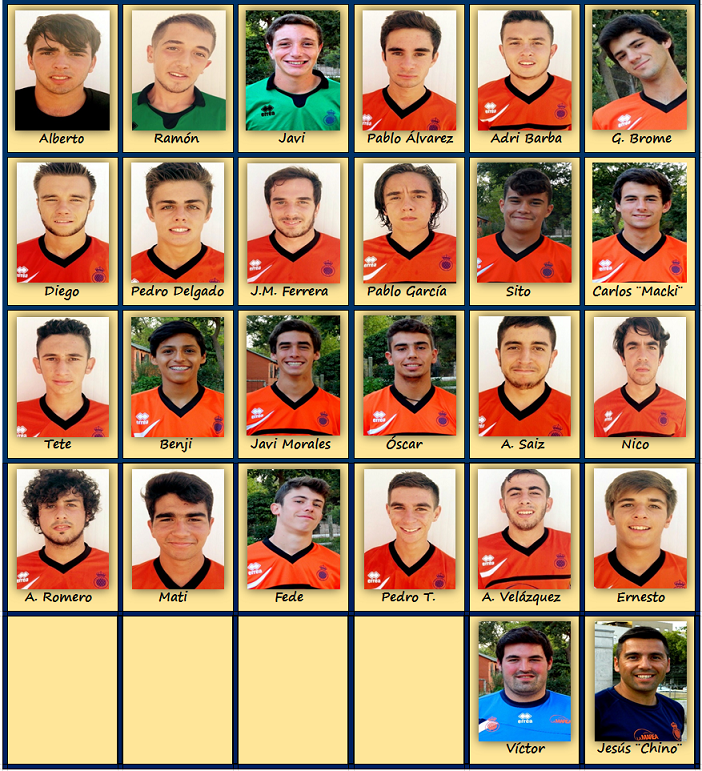 Alberto
Ramón
Javi
Pablo Álvarez
Adri Barba
G. Brome
Diego
Pedro Delgado
J.M. Ferrera
Pablo García
Sito
Carlos ¨Macki¨
Tete
Benji
Javi Morales
Óscar
A. Saiz
Nico
A. Romero
Mati
Fede
Pedro T.
A. Velázquez
Ernesto
Víctor
Jesús ¨Chino¨